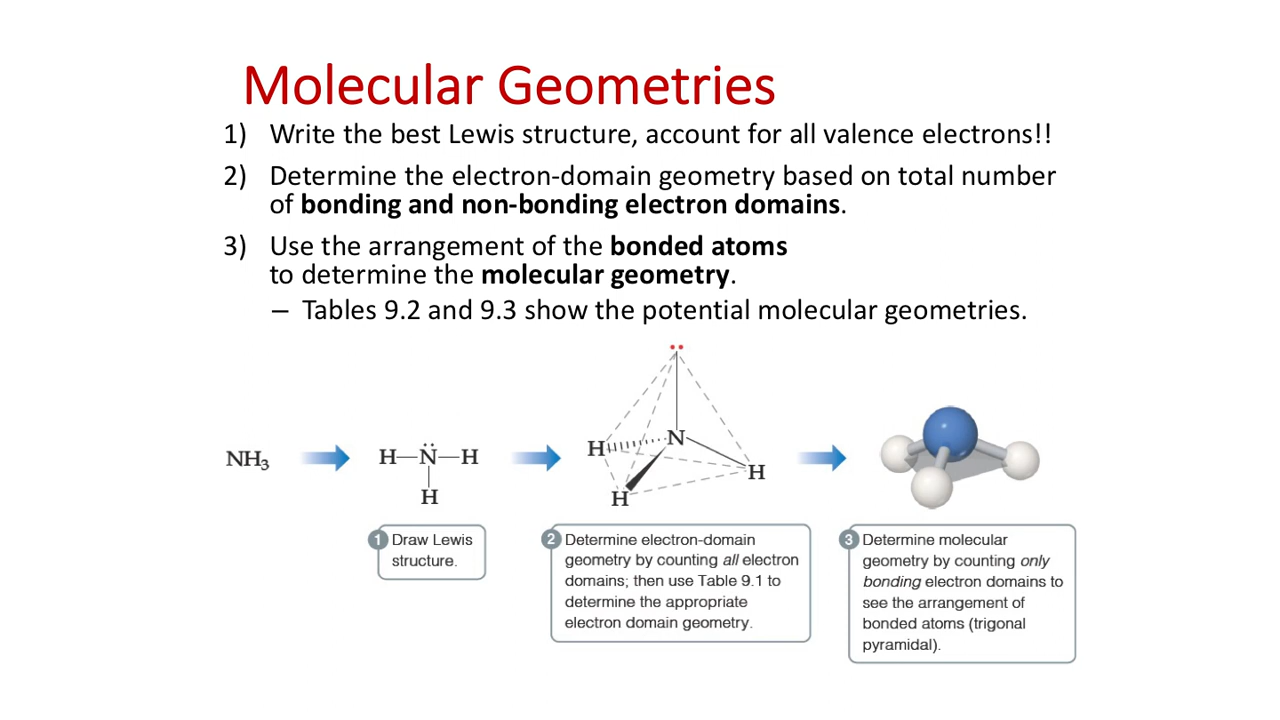 Molecular Geometries
1) Write the best Lewis structure, account for all valence electrons!!
2) Determine the electron-domain geometry based on total number
of bonding and non-bonding electron domains.
3) Use the arrangement of the bonded atoms
to determine the molecular geometry.
– Tables 9.2 and 9.3 show the potential molecular geometries.
NH₃
H—N̈—H
H
H
N
H
H
1 Draw Lewis
structure.
2 Determine electron-domain
geometry by counting all electron
domains; then use Table 9.1 to
determine the appropriate
electron domain geometry.
3 Determine molecular
geometry by counting only
bonding electron domains to
see the arrangement of
bonded atoms (trigonal
pyramidal).